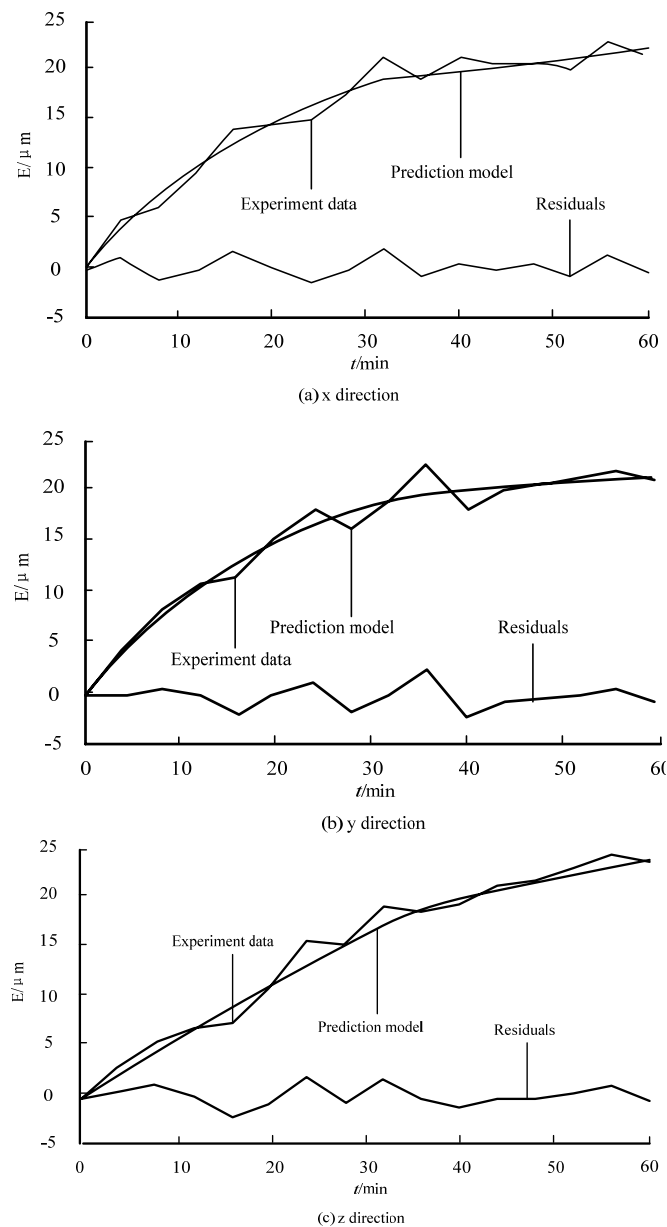 25
20
15
10
5
0
-5
E/μm
Experiment data
Prediction model
Residuals
0 10 20 30 40 50 60
t/min
(a) x direction
25
20
15
10
5
0
-5
E/μm
Experiment data
Prediction model
Residuals
0 10 20 30 40 50 60
t/min
(b) y direction
25
20
15
10
5
0
-5
E/μm
Experiment data
Prediction model
Residuals
0 10 20 30 40 50 60
t/min
(c) z direction